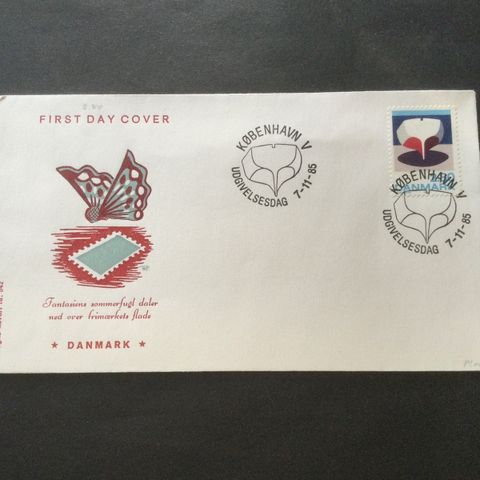 FIRST DAY COVER
KØBENHAVN V
UDGIVELSESDAG 7-11-85
DANMARK
KØBENHAVN V
UDGIVELSESDAG 7-11-85
Fantasiens sommerfugl daler
ned over frimærkets flade
★ DANMARK ★